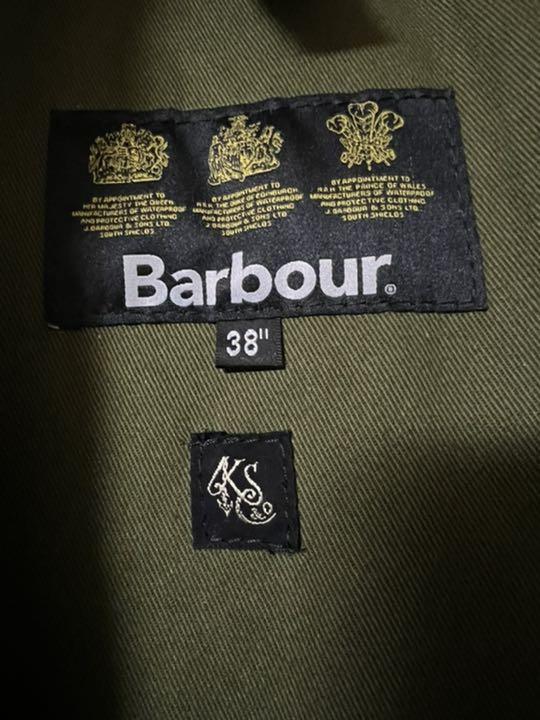 BY APPOINTMENT TO
HER MAJESTY THE QUEEN
MANUFACTURERS OF WATERPROOF
AND PROTECTIVE CLOTHING
J. BARBOUR & SONS LTD.
SOUTH SHIELDS
BY APPOINTMENT TO
H.R.H. THE DUKE OF EDINBURGH
MANUFACTURERS OF WATERPROOF
AND PROTECTIVE CLOTHING
J. BARBOUR & SONS LTD.
SOUTH SHIELDS
BY APPOINTMENT TO
H.R.H. THE PRINCE OF WALES
MANUFACTURERS OF WATERPROOF
AND PROTECTIVE CLOTHING
J. BARBOUR & SONS LTD.
SOUTH SHIELDS
Barbour®
38"
KS
&Co